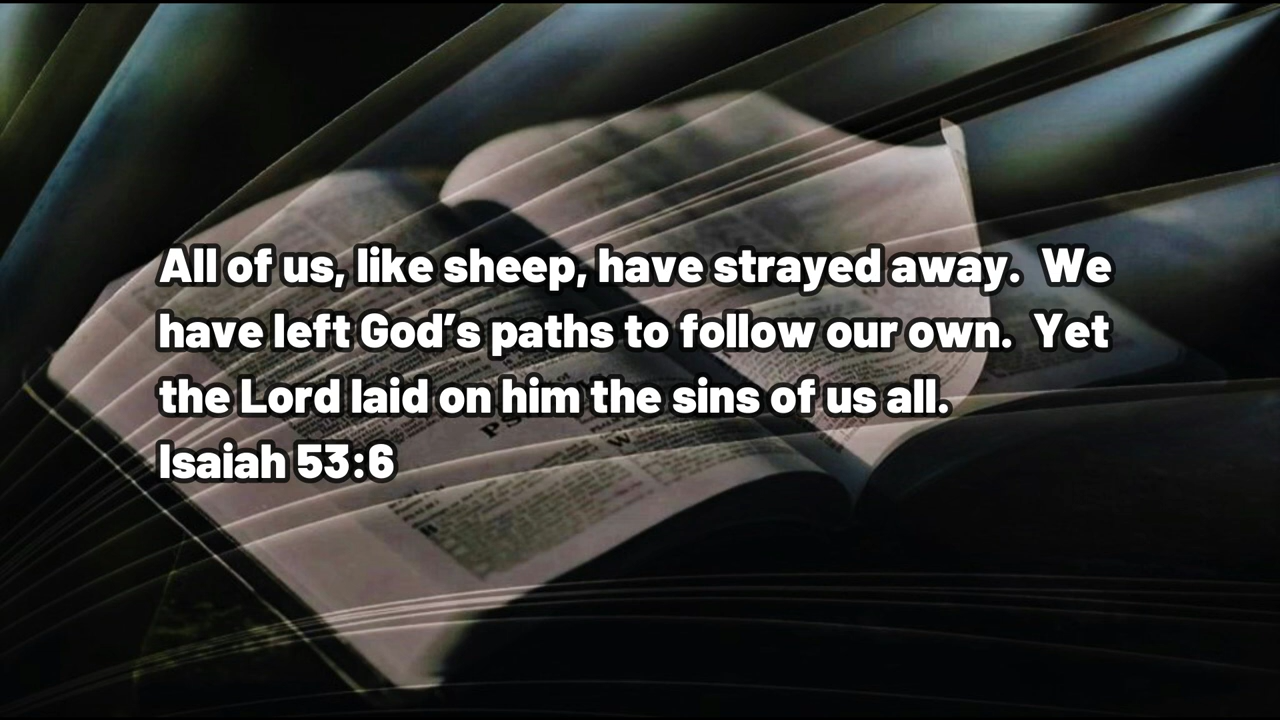 All of us, like sheep, have strayed away.  We
have left God’s paths to follow our own.  Yet
the Lord laid on him the sins of us all.
Isaiah 53:6